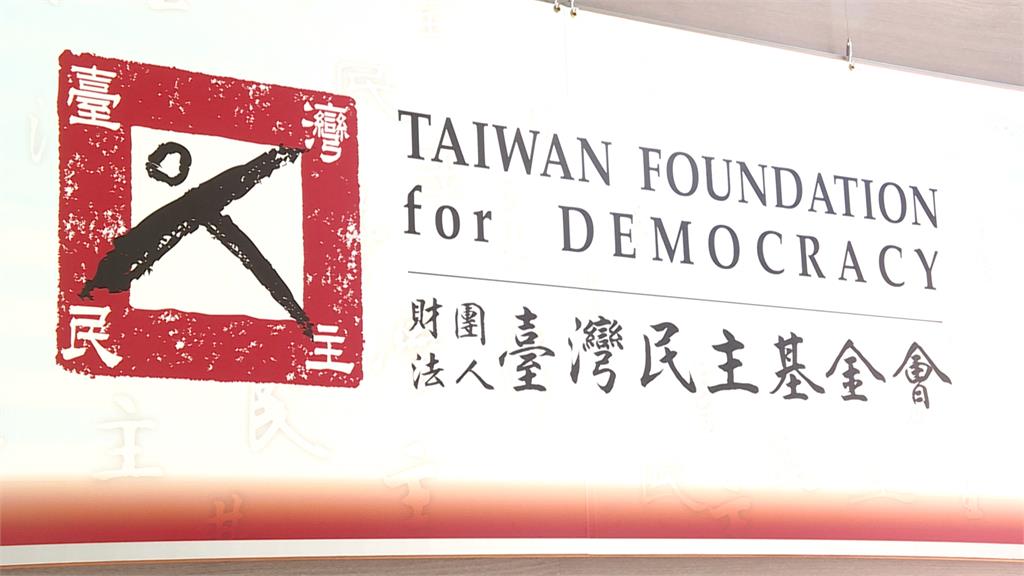 臺灣
民主
TAIWAN FOUNDATION
for DEMOCRACY
財團
法人
臺灣民主基金會